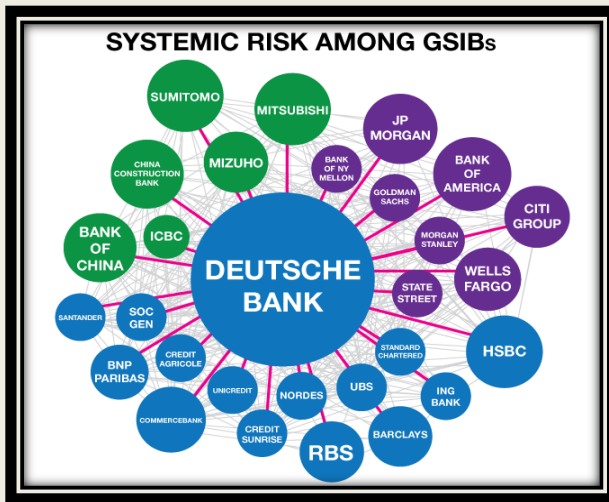 SYSTEMIC RISK AMONG GSIBs
SUMITOMO
MITSUBISHI
JP
MORGAN
MIZUHO
BANK
OF NY
MELLON
CHINA
CONSTRUCTION
BANK
BANK
OF
AMERICA
GOLDMAN
SACHS
CITI
GROUP
BANK
OF
CHINA
ICBC
MORGAN
STANLEY
DEUTSCHE
BANK
WELLS
FARGO
STATE
STREET
SANTANDER
SOC
GEN
STANDARD
CHARTERED
HSBC
BNP
PARIBAS
CREDIT
AGRICOLE
UNICREDIT
NORDES
UBS
ING
BANK
COMMERCEBANK
CREDIT
SUNRISE
RBS
BARCLAYS